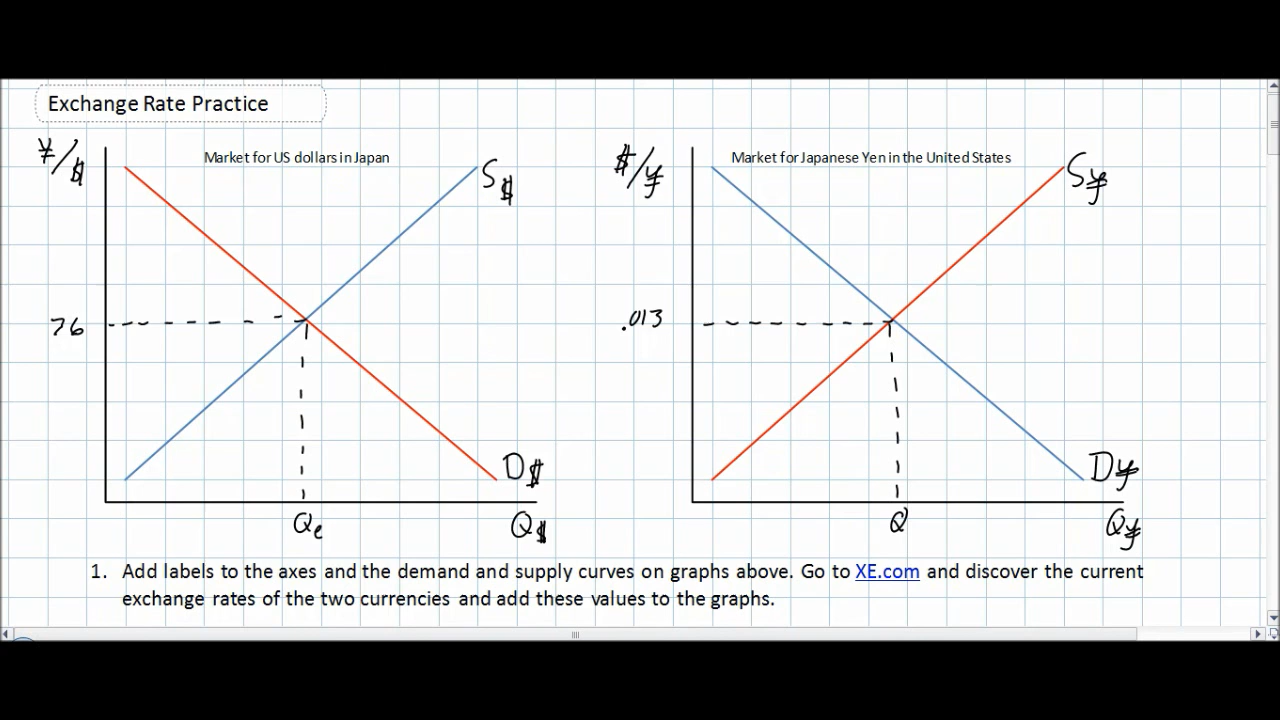 Exchange Rate Practice
¥/$
Market for US dollars in Japan
S$
76
D$
Qe
Q$
$/¥
Market for Japanese Yen in the United States
S¥
.013
D¥
Q
Q¥
1. Add labels to the axes and the demand and supply curves on graphs above. Go to XE.com and discover the current
exchange rates of the two currencies and add these values to the graphs.